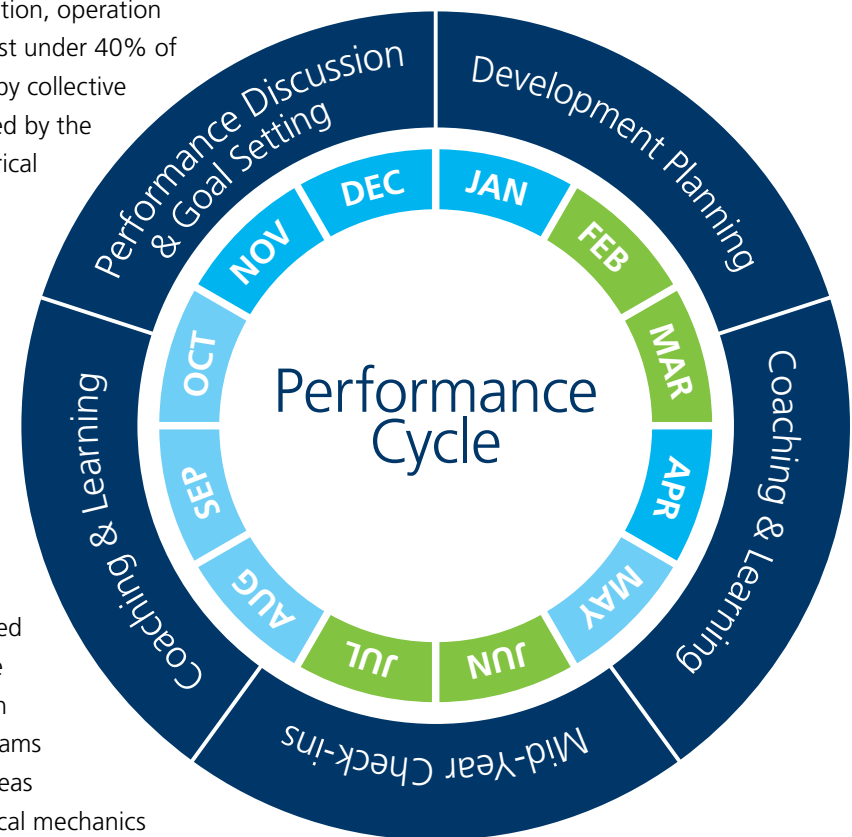 tion, operation
st under 40% of
by collective
ed by the
rical
Performance Discussion
& Goal Setting
Development Planning
Coaching & Learning
Mid-Year Check-ins
Coaching & Learning
JAN
FEB
MAR
APR
MAY
JUN
JUL
AUG
SEP
OCT
NOV
DEC
Performance
Cycle
ed
e
n
ams
eas
cal mechanics